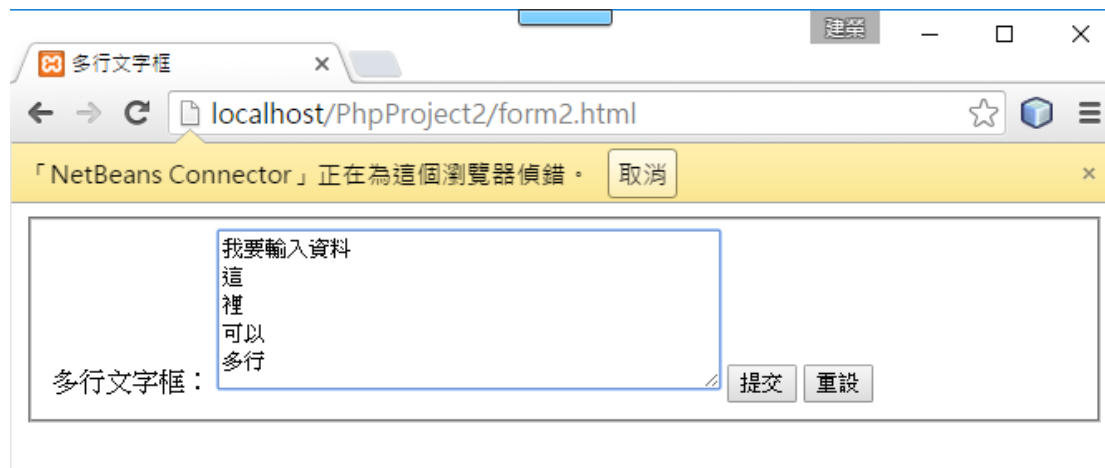 建榮
多行文字框
localhost/PhpProject2/form2.html
「NetBeans Connector」正在為這個瀏覽器偵錯。 取消
我要輸入資料
這
裡
可以
多行
多行文字框： 提交 重設